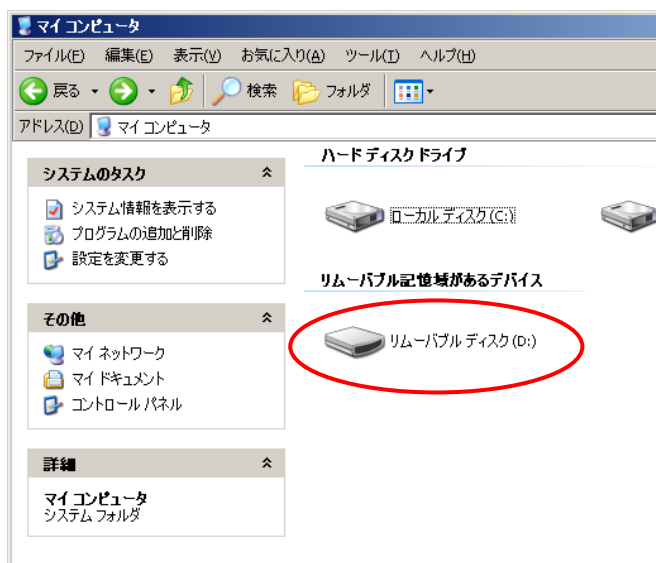 マイ コンピュータ
ファイル(F) 編集(E) 表示(V) お気に入り(A) ツール(T) ヘルプ(H)
戻る 検索 フォルダ
アドレス(D) マイ コンピュータ
システムのタスク
システム情報を表示する
プログラムの追加と削除
設定を変更する
その他
マイ ネットワーク
マイ ドキュメント
コントロール パネル
詳細
マイ コンピュータ
システム フォルダ
ハード ディスク ドライブ
ローカル ディスク (C:)
リムーバブル記憶域があるデバイス
リムーバブル ディスク (D:)